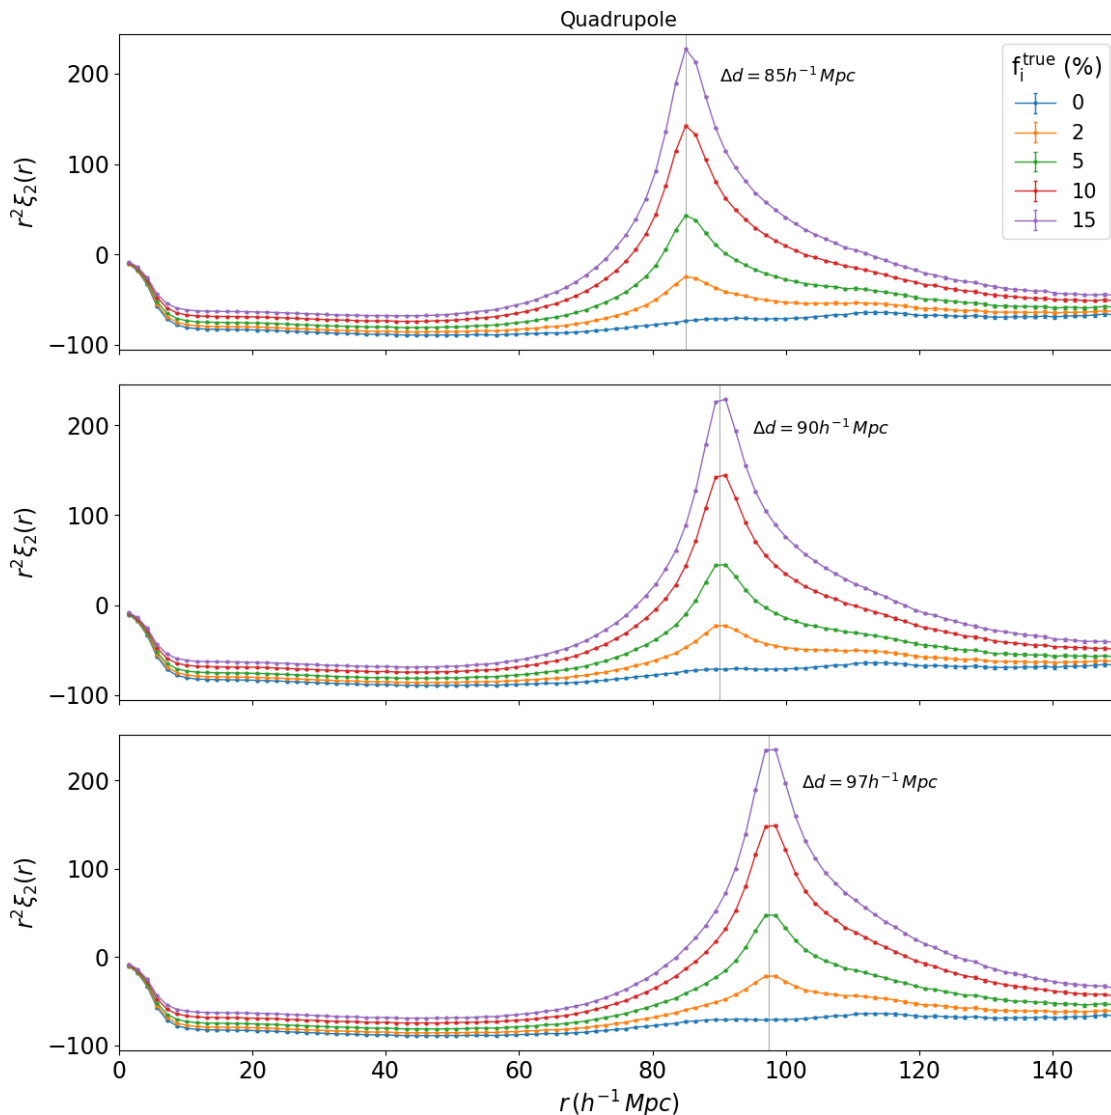 Quadrupole
r²ξ₂(r)
200
100
0
−100
Δd = 85h⁻¹ Mpc
fᵢᵗʳᵘᵉ (%)
0
2
5
10
15
r²ξ₂(r)
200
100
0
−100
Δd = 90h⁻¹ Mpc
r²ξ₂(r)
200
100
0
−100
Δd = 97h⁻¹ Mpc
0 20 40 60 80 100 120 140
r (h⁻¹ Mpc)